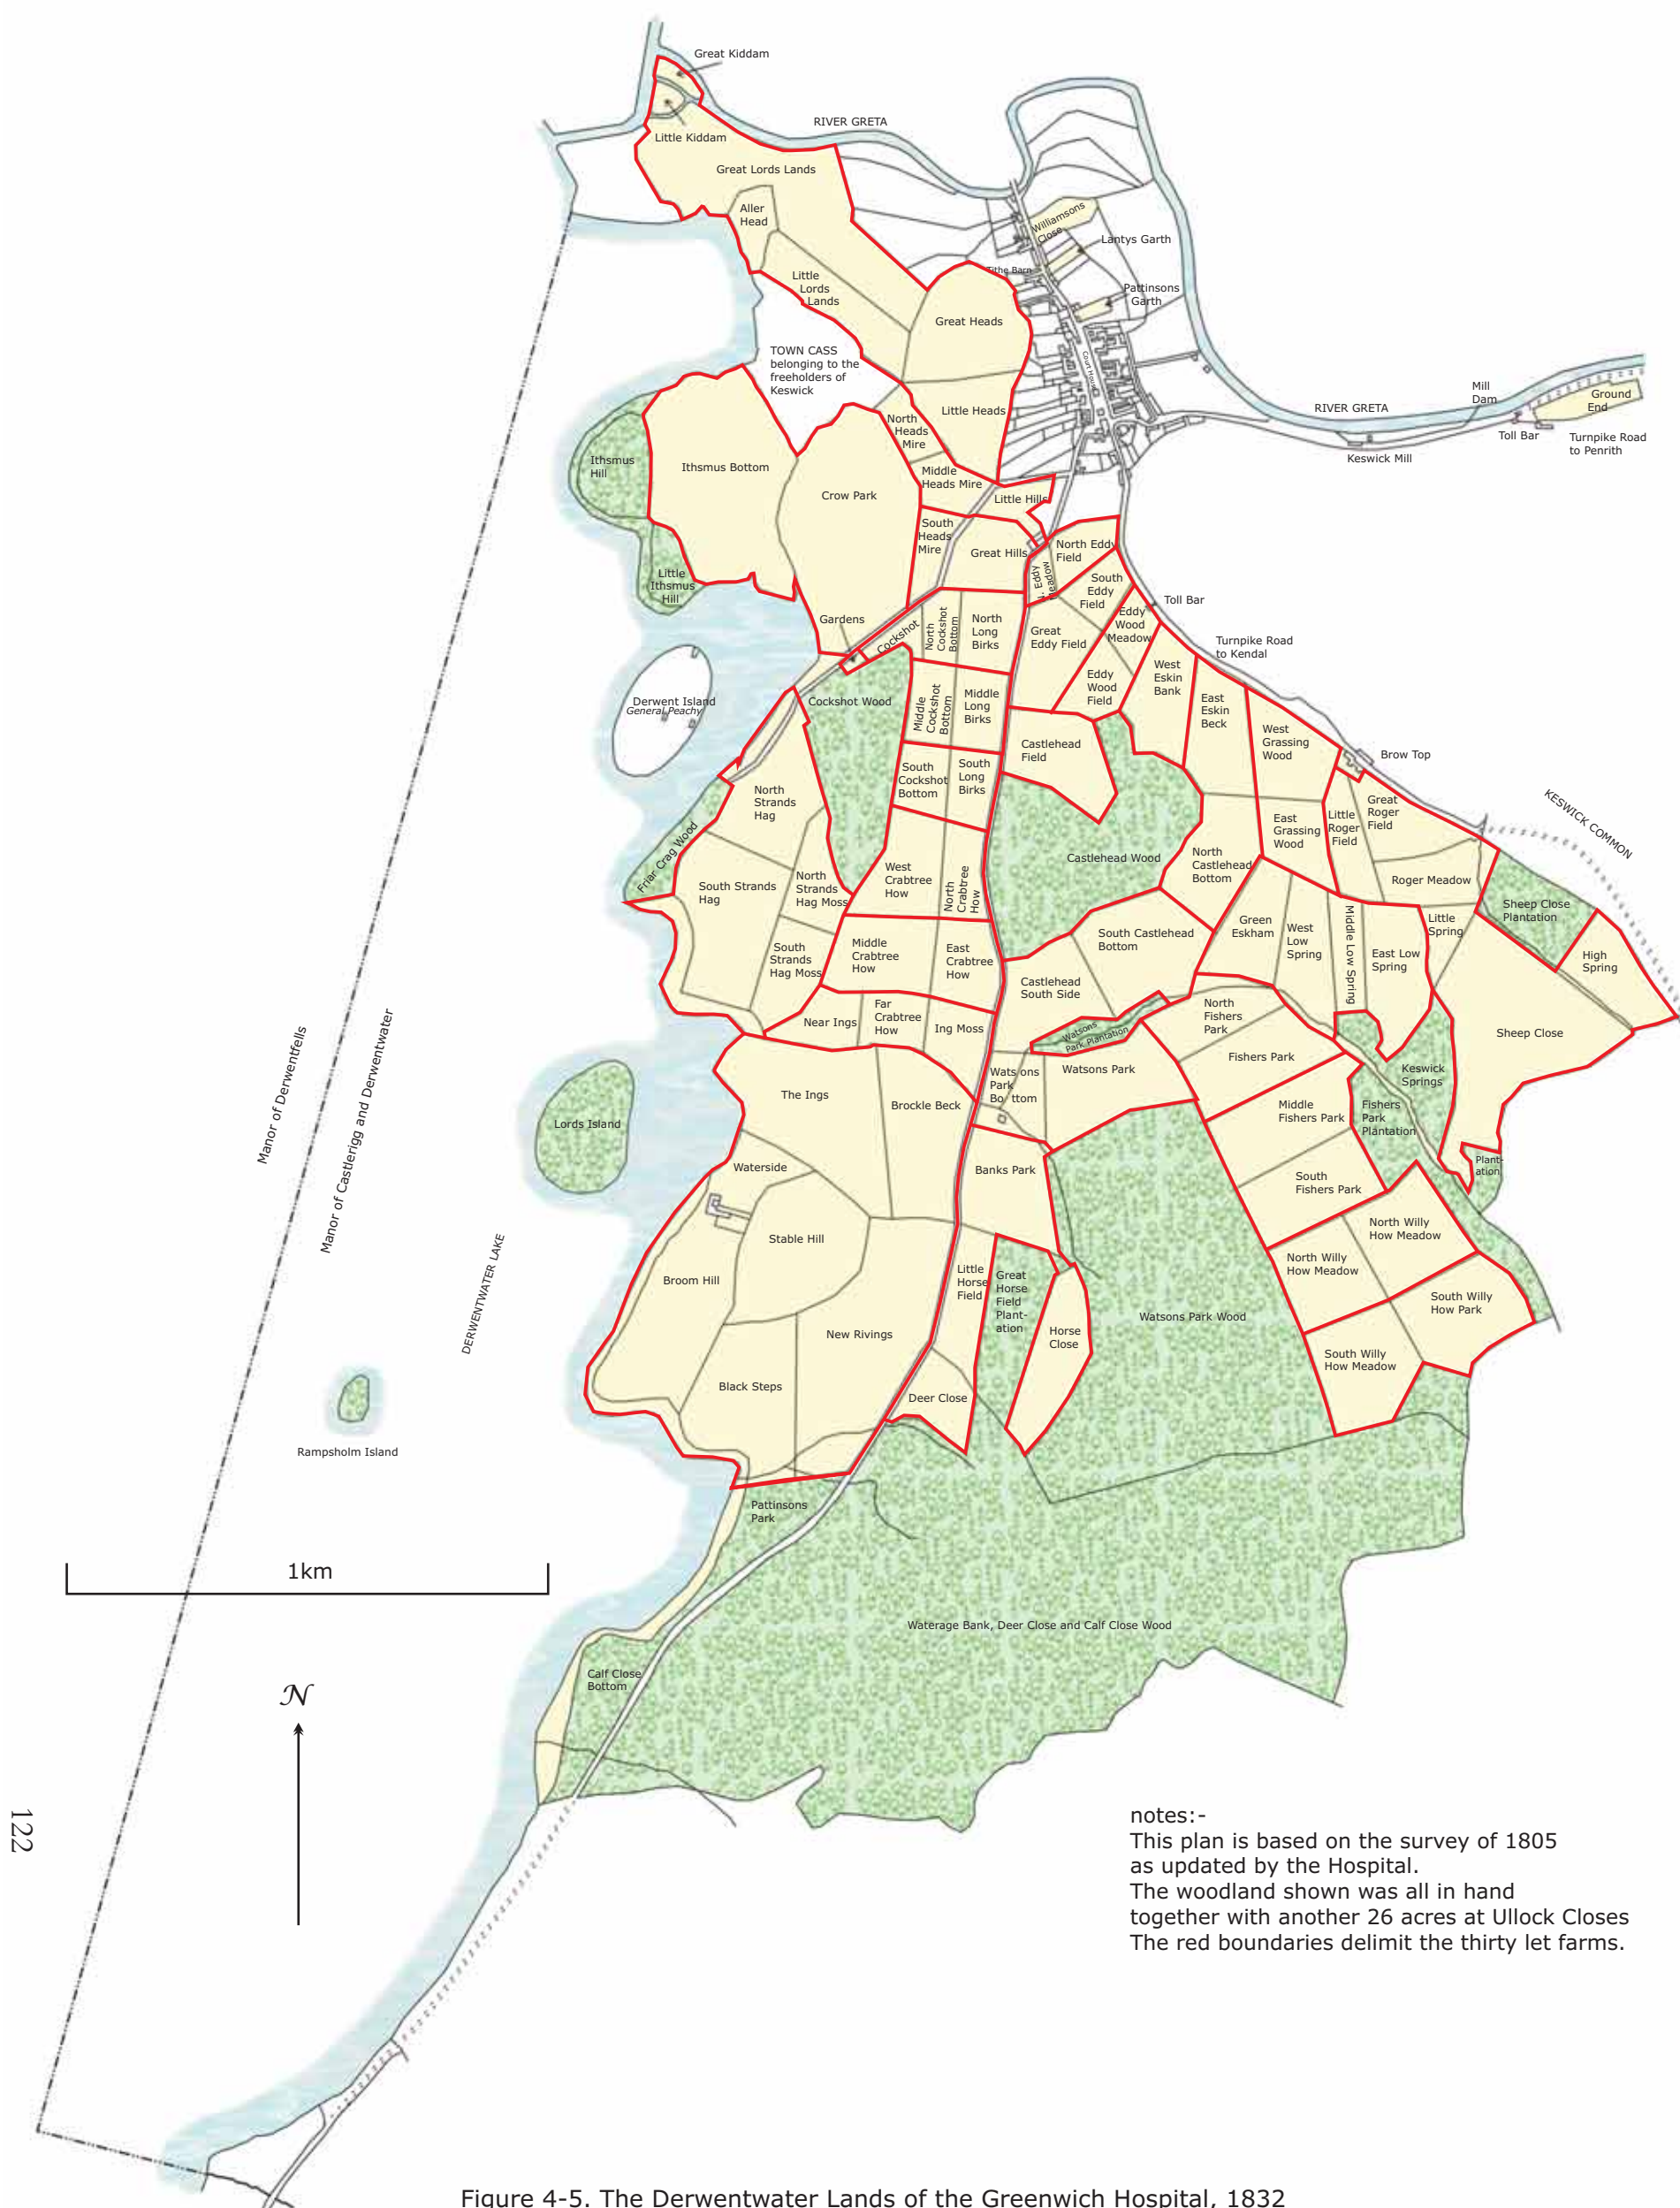 Great Kiddam
RIVER GRETA
Little Kiddam
Great Lords Lands
Aller
Head
Williamsons
Close
Lantys Garth
Tithe Barn
Little
Lords
Lands
Pattinsons
Garth
Great Heads
Court House
TOWN CASS
belonging to the
freeholders of
Keswick
Little Heads
Mill
Dam
Ground
End
RIVER GRETA
Toll Bar
Turnpike Road
to Penrith
Keswick Mill
North
Heads
Mire
Ithsmus
Hill
Ithsmus Bottom
Crow Park
Middle
Heads Mire
Little Hills
South
Heads
Mire
Great Hills
North Eddy
Field
N. Eddy
Meadow
Little
Ithsmus
Hill
South
Eddy
Field
Toll Bar
Gardens
Cockshot
North
Cockshot
Bottom
North
Long
Birks
Great
Eddy Field
Eddy
Wood
Meadow
Turnpike Road
to Kendal
Derwent Island
General Peachy
Cockshot Wood
Middle
Cockshot
Bottom
Middle
Long
Birks
Eddy
Wood
Field
West
Eskin
Bank
East
Eskin
Beck
Castlehead
Field
West
Grassing
Wood
Brow Top
North
Strands
Hag
South
Cockshot
Bottom
South
Long
Birks
KESWICK COMMON
East
Grassing
Wood
Little
Roger
Field
Great
Roger
Field
Friar Crag Wood
Castlehead Wood
North
Castlehead
Bottom
South Strands
Hag
North
Strands
Hag Moss
West
Crabtree
How
North
Crabtree
How
Roger Meadow
Sheep Close
Plantation
Green
Eskham
West
Low
Spring
Middle Low Spring
East Low
Spring
Little
Spring
High
Spring
South
Strands
Hag Moss
Middle
Crabtree
How
East
Crabtree
How
South Castlehead
Bottom
Castlehead
South Side
Near Ings
Far
Crabtree
How
Ing Moss
Watsons
Park Plantation
North
Fishers
Park
Sheep Close
Fishers Park
Keswick
Springs
The Ings
Brockle Beck
Wats ons
Park
Bo ttom
Watsons Park
Middle
Fishers Park
Fishers
Park
Plantation
Lords Island
Manor of Derwentfells
Manor of Castlerigg and Derwentwater
Waterside
Banks Park
South
Fishers Park
Plant-
ation
Stable Hill
North Willy
How Meadow
North Willy
How Meadow
Broom Hill
Little
Horse
Field
Great
Horse
Field
Plant-
ation
DERWENTWATER LAKE
Watsons Park Wood
South Willy
How Park
New Rivings
Horse
Close
South Willy
How Meadow
Black Steps
Deer Close
Rampsholm Island
Pattinsons
Park
1km
Waterage Bank, Deer Close and Calf Close Wood
Calf Close
Bottom
N
122
notes:-
This plan is based on the survey of 1805
as updated by the Hospital.
The woodland shown was all in hand
together with another 26 acres at Ullock Closes
The red boundaries delimit the thirty let farms.
Figure 4-5. The Derwentwater Lands of the Greenwich Hospital, 1832